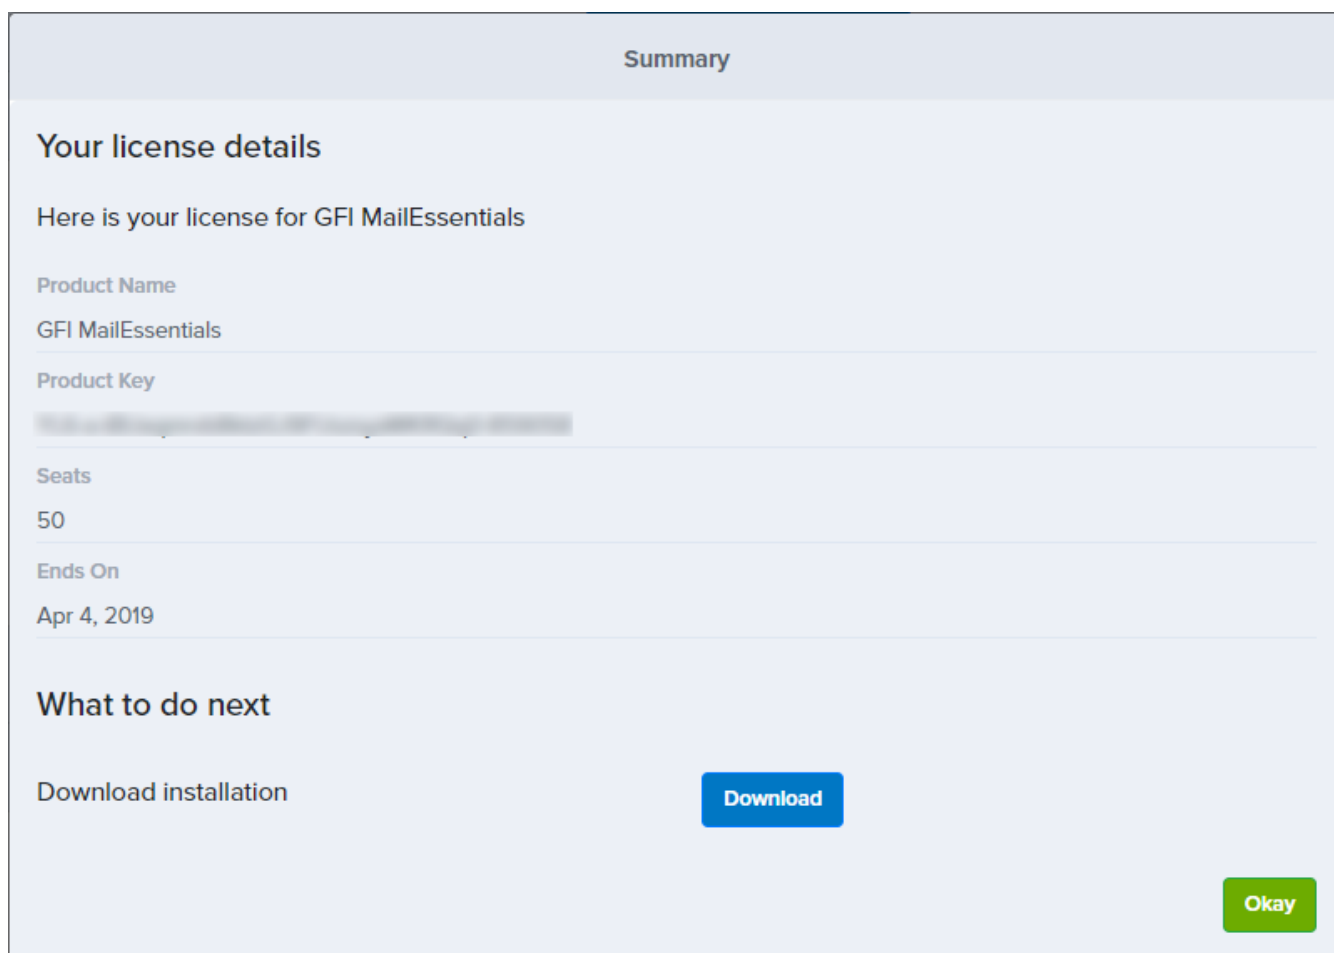 Summary
Your license details
Here is your license for GFI MailEssentials
Product Name
GFI MailEssentials
Product Key
Seats
50
Ends On
Apr 4, 2019
What to do next
Download installation
Download
Okay